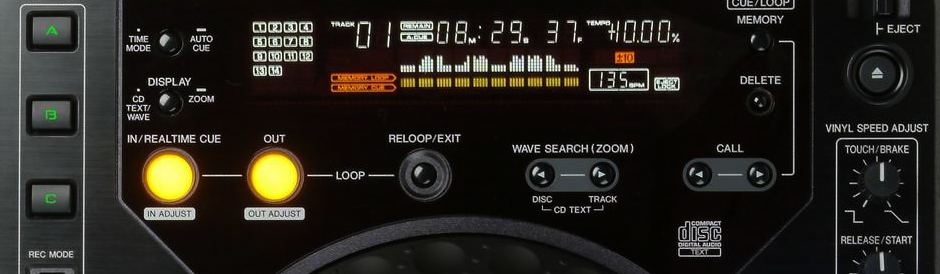 CUE/LOOP
MEMORY
A
TIME MODE
AUTO CUE
1 2 3 4
5 6 7 8
9 10 11 12
13 14
TRACK 01 REMAIN A.CUE 08M: 29S 37F TEMPO +10.00%
±10
EJECT
DISPLAY
CD TEXT/WAVE
ZOOM
MEMORY LOOP
MEMORY CUE
135 BPM
EJECT LOCK
DELETE
B
IN/REALTIME CUE
OUT
RELOOP/EXIT
WAVE SEARCH (ZOOM)
CALL
VINYL SPEED ADJUST
TOUCH/BRAKE
LOOP
C
IN ADJUST
OUT ADJUST
DISC
TRACK
CD TEXT
COMPACT
disc
DIGITAL AUDIO
TEXT
REC MODE
RELEASE/START